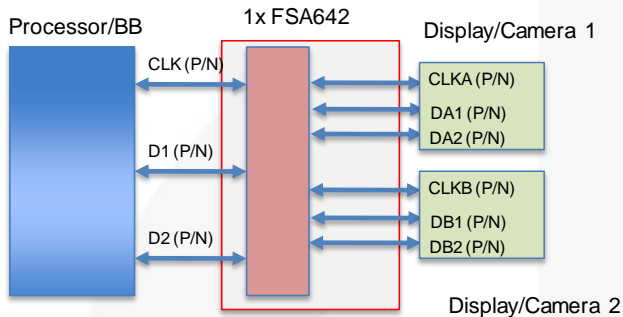 1x FSA642
Processor/BB
Display/Camera 1
CLK (P/N)
CLKA (P/N)
DA1 (P/N)
DA2 (P/N)
D1 (P/N)
CLKB (P/N)
DB1 (P/N)
D2 (P/N)
DB2 (P/N)
Display/Camera 2